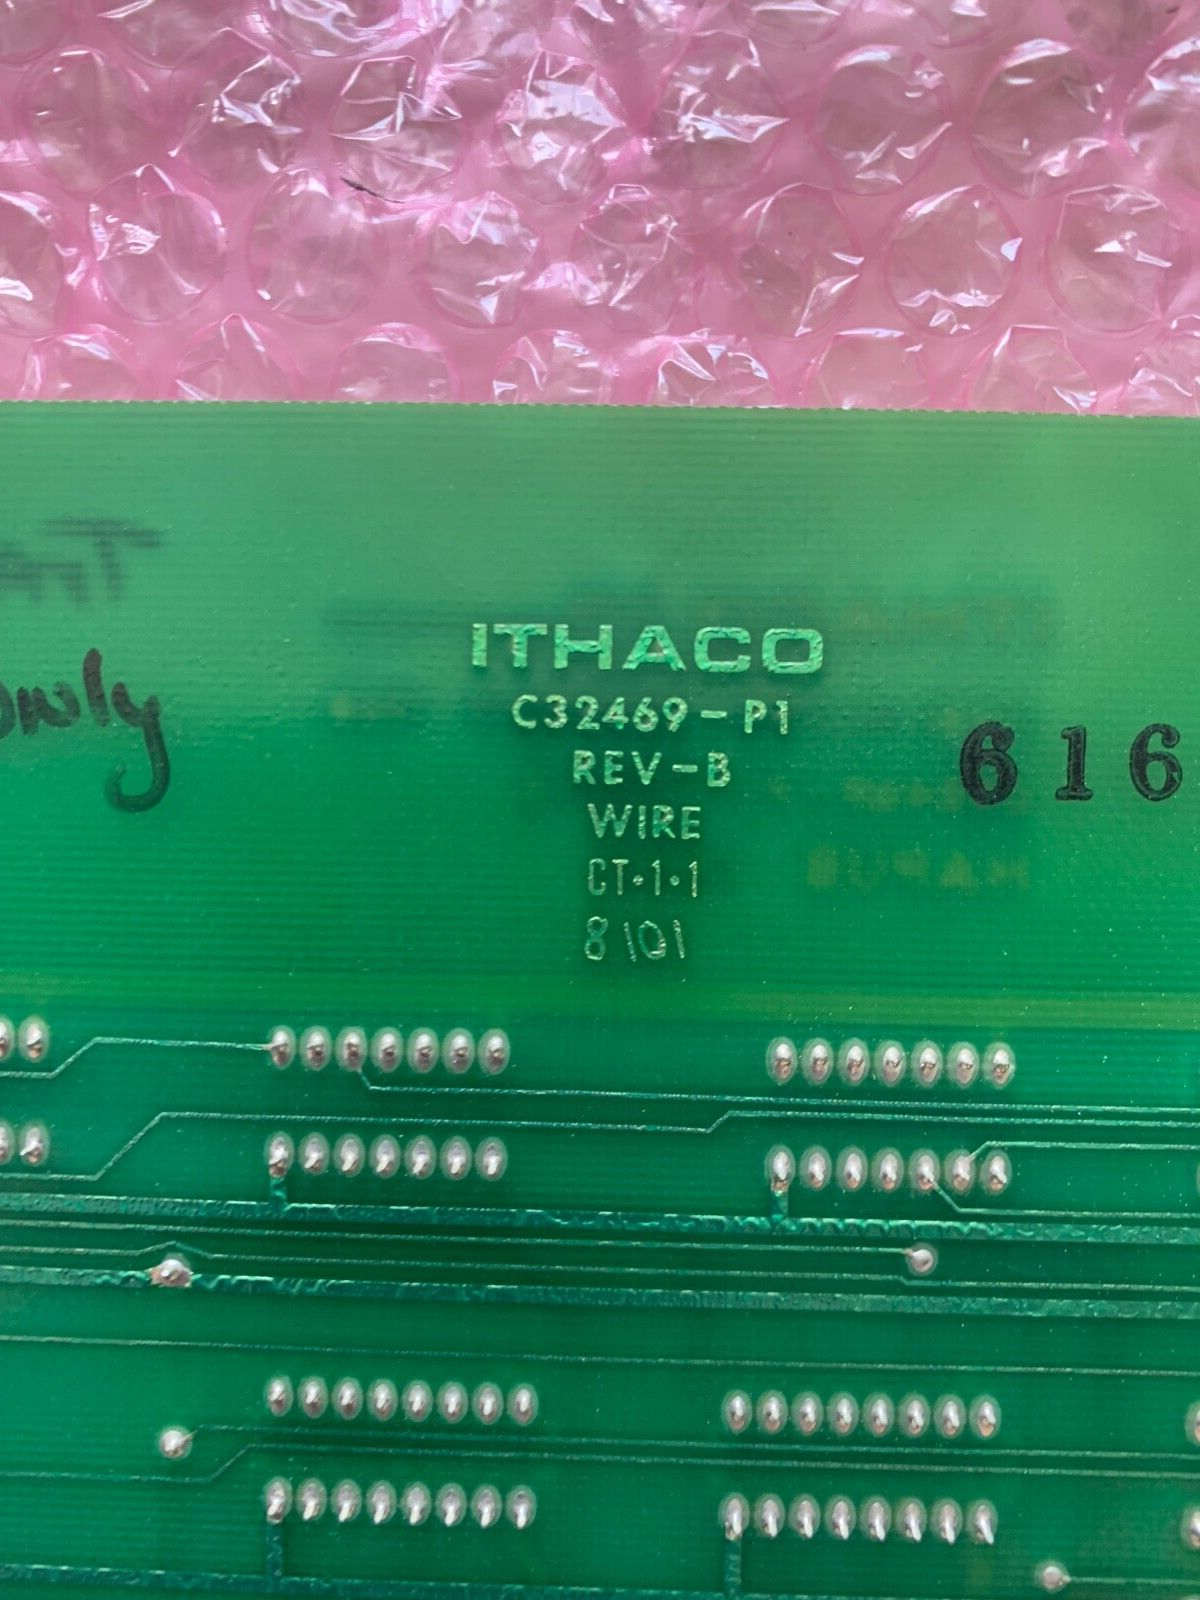 ITHACO
C32469-P1
only
REV-B
616
WIRE
CT·1·1
8101